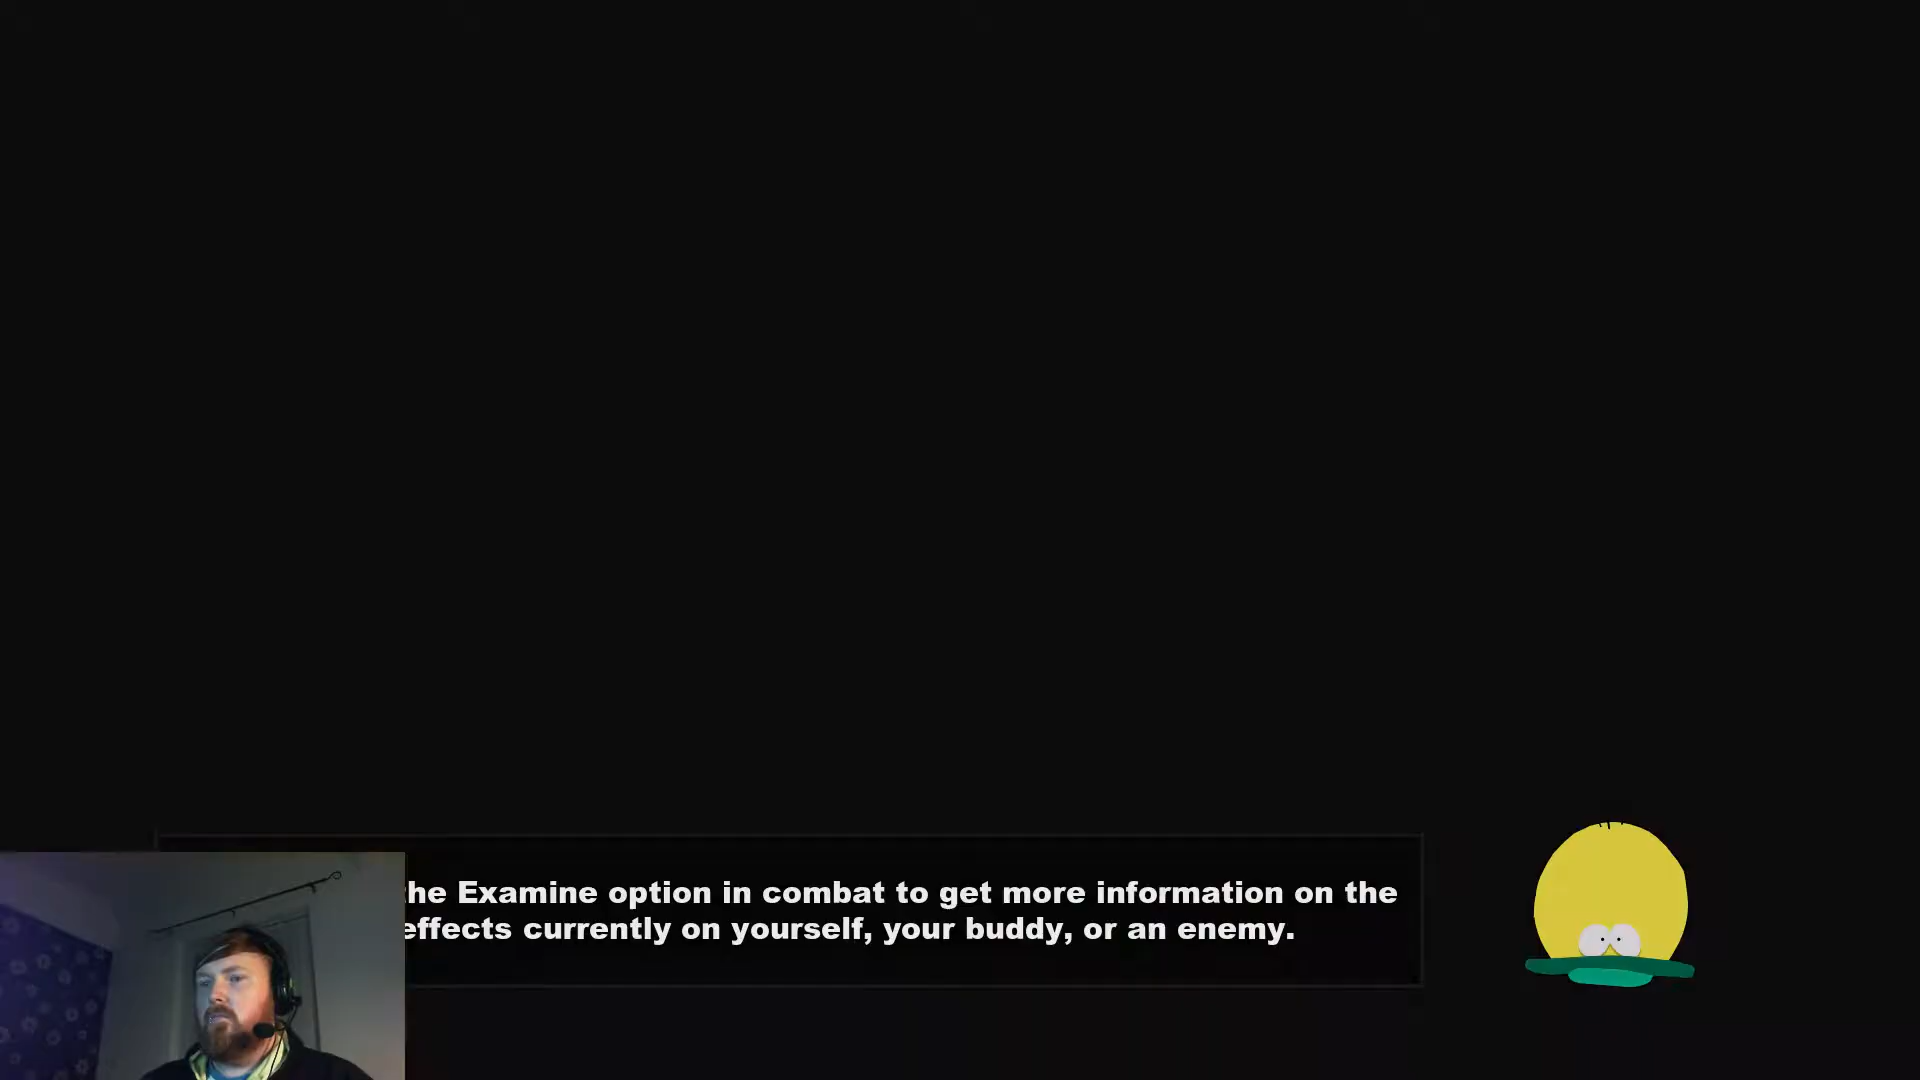 the Examine option in combat to get more information on the
effects currently on yourself, your buddy, or an enemy.